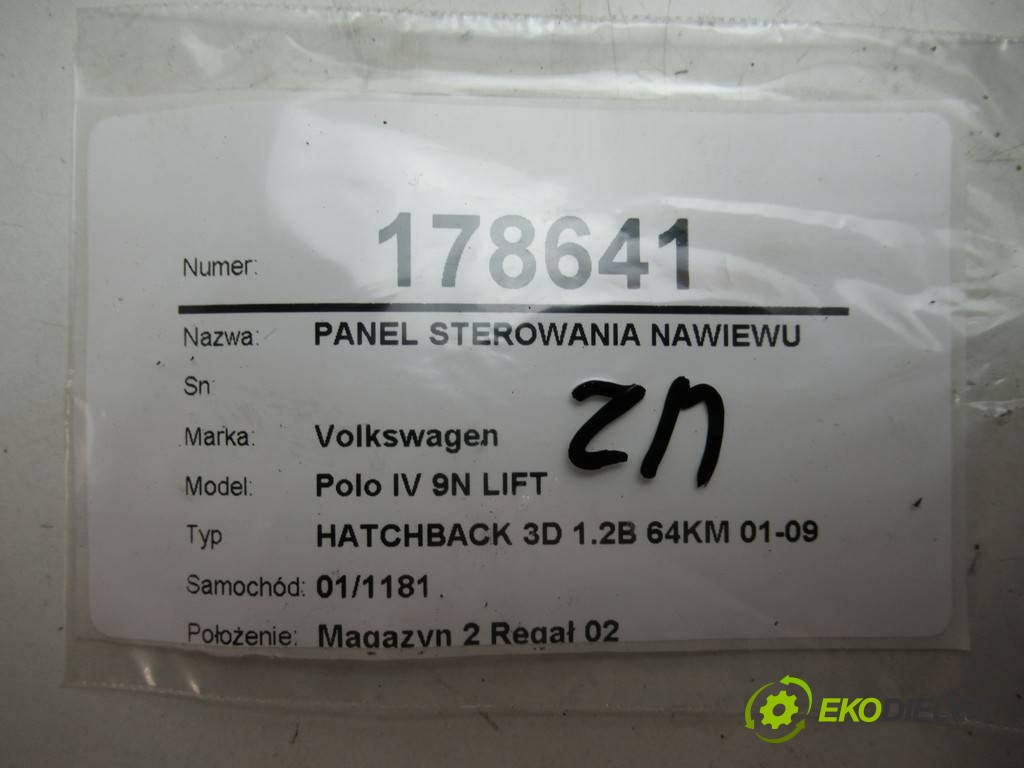 Numer: 178641
Nazwa: PANEL STEROWANIA NAWIEWU
Sn
Marka: Volkswagen
Model: Polo IV 9N LIFT
Typ HATCHBACK 3D 1.2B 64KM 01-09
Samochód: 01/1181
Położenie: Magazyn 2 Regał 02